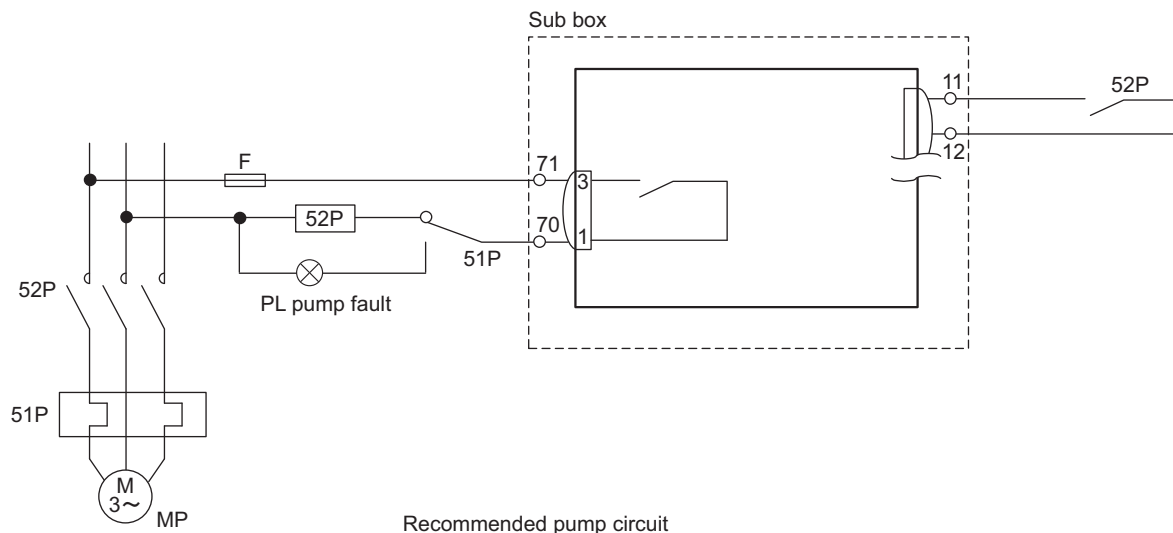 Sub box
11
52P
12
F
71
3
52P
70
1
51P
PL pump fault
52P
51P
M
3～
MP
Recommended pump circuit